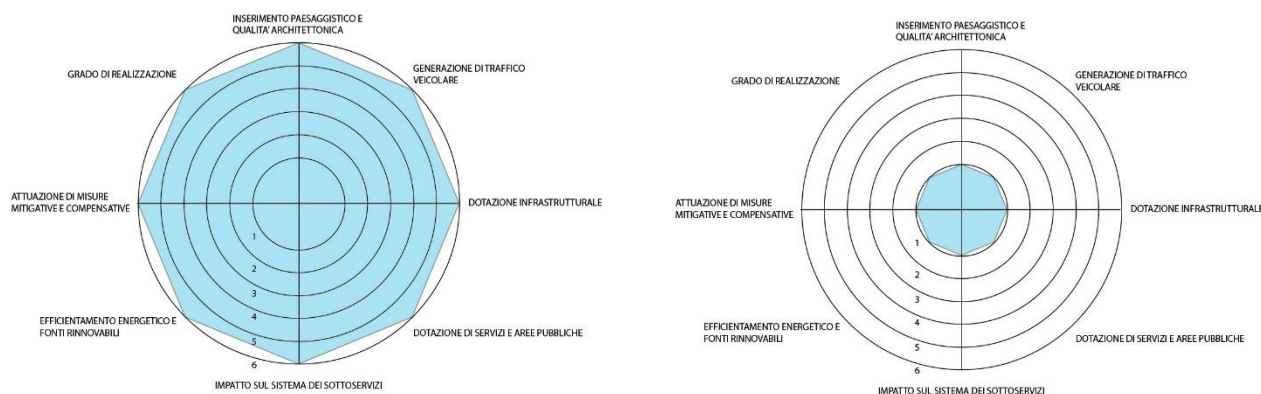 INSERIMENTO PAESAGGISTICO E
QUALITA' ARCHITETTONICA
GRADO DI REALIZZAZIONE
GENERAZIONE DI TRAFFICO
VEICOLARE
ATTUAZIONE DI MISURE
MITIGATIVE E COMPENSATIVE
DOTAZIONE INFRASTRUTTURALE
1
2
3
4
5
6
EFFICIENTAMENTO ENERGETICO E
FONTI RINNOVABILI
DOTAZIONE DI SERVIZI E AREE PUBBLICHE
IMPATTO SUL SISTEMA DEI SOTTOSERVIZI
INSERIMENTO PAESAGGISTICO E
QUALITA' ARCHITETTONICA
GRADO DI REALIZZAZIONE
GENERAZIONE DI TRAFFICO
VEICOLARE
ATTUAZIONE DI MISURE
MITIGATIVE E COMPENSATIVE
DOTAZIONE INFRASTRUTTURALE
1
2
3
4
5
6
EFFICIENTAMENTO ENERGETICO E
FONTI RINNOVABILI
DOTAZIONE DI SERVIZI E AREE PUBBLICHE
IMPATTO SUL SISTEMA DEI SOTTOSERVIZI